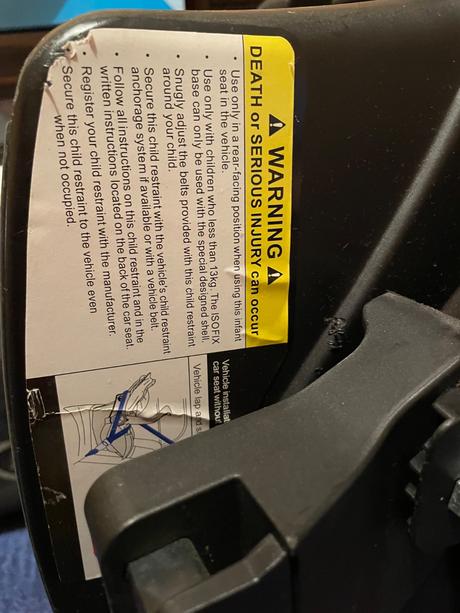 ⚠ WARNING ⚠
DEATH or SERIOUS INJURY can occur
• Use only in a rear-facing position when using this infant
seat in the vehicle.
• Use only with children who less than 13kg. The ISOFIX
base can only be used with the special designed shell.
• Snugly adjust the belts provided with this child restraint
around your child.
• Secure this child restraint with the vehicle's child restraint
anchorage system if available or with a vehicle belt.
• Follow all instructions on this child restraint and in the
written instructions located on the back of the car seat.
• Register your child restraint with the manufacturer.
• Secure this child restraint to the vehicle even
when not occupied.
Vehicle
car seat without
Vehicle lap and